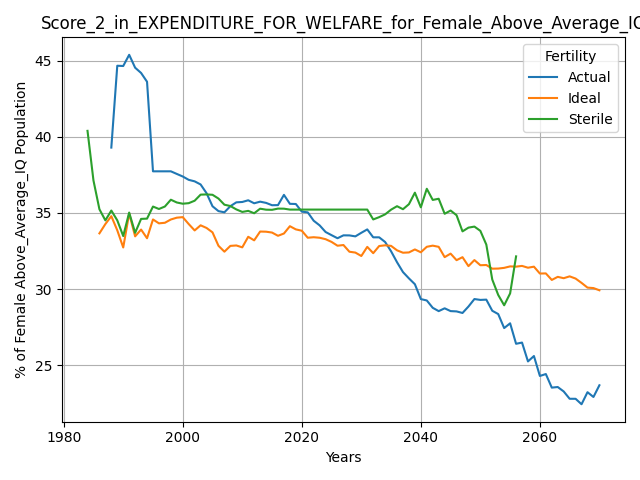 Score_2_in_EXPENDITURE_FOR_WELFARE_for_Female_Above_Average_IQ
Fertility
Actual
Ideal
Sterile
% of Female Above_Average_IQ Population
45
40
35
30
25
1980
2000
2020
2040
2060
Years